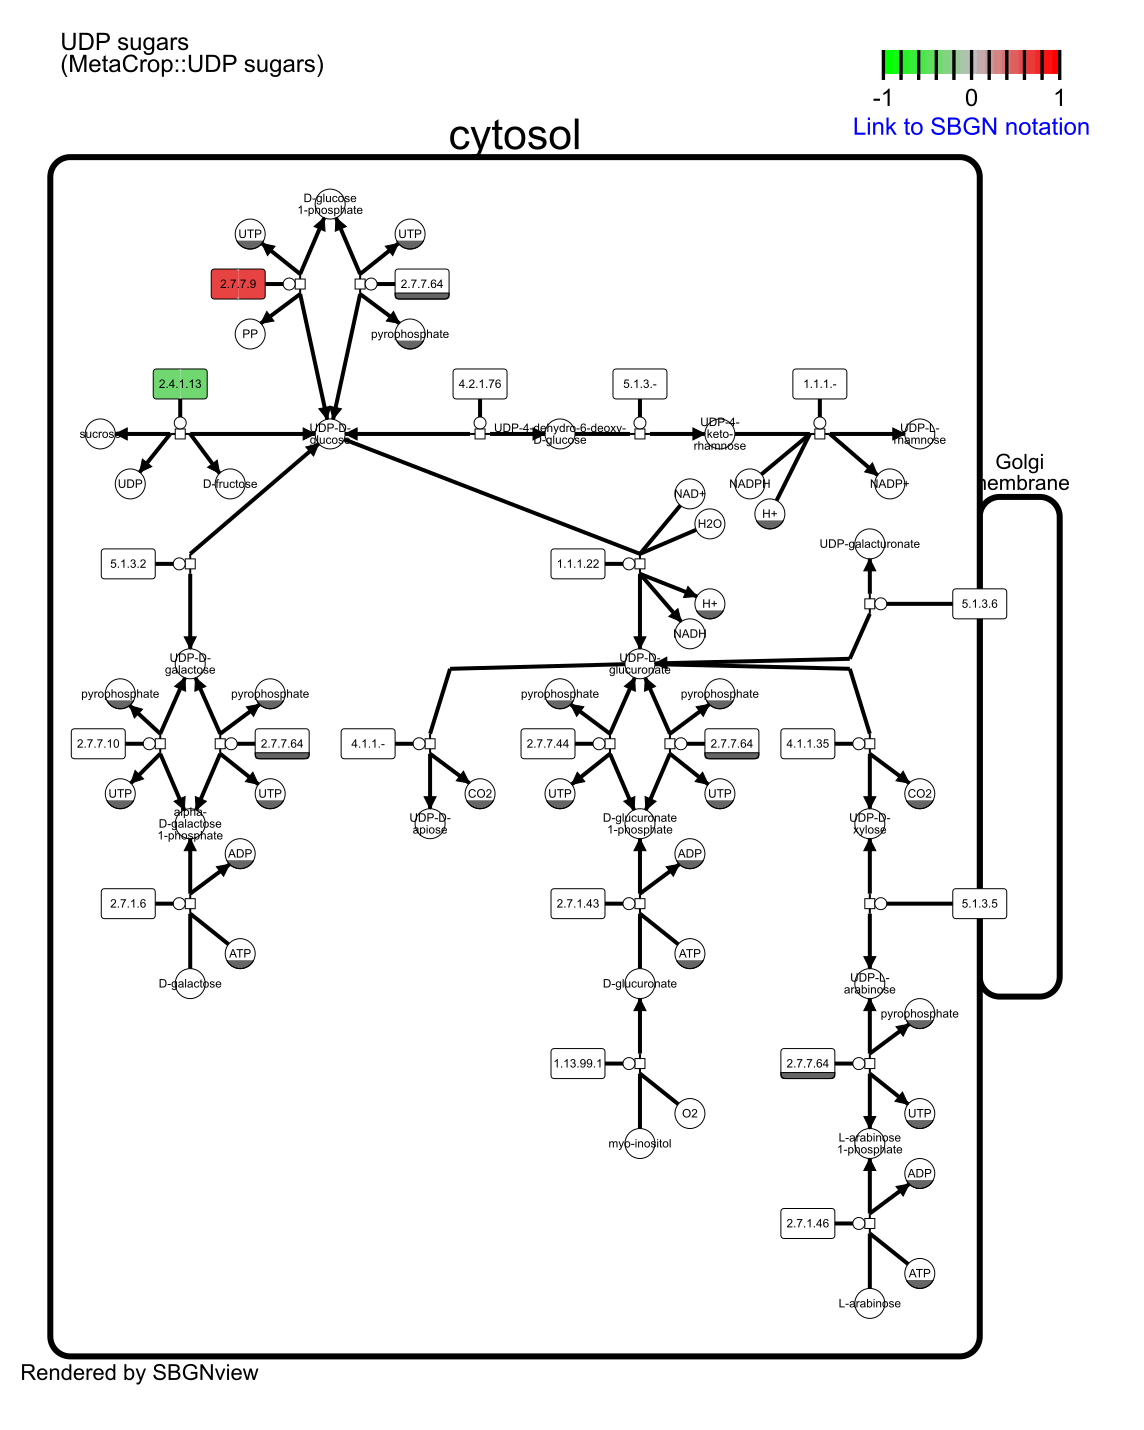 UDP sugars
(MetaCrop::UDP sugars)
-1
0
1
Link to SBGN notation
cytosol
D-glucose
1-phosphate
UTP
UTP
2.7.7.9
2.7.7.64
PP
pyrophosphate
2.4.1.13
4.2.1.76
5.1.3.-
1.1.1.-
sucrose
UDP-D-
glucose
UDP-4-dehydro-6-deoxy-
D-glucose
UDP-4-
keto-
rhamnose
UDP-L-
rhamnose
UDP
D-fructose
NADPH
NADP+
H+
Golgi
membrane
NAD+
H2O
UDP-galacturonate
5.1.3.2
1.1.1.22
H+
NADH
5.1.3.6
UDP-D-
galactose
UDP-D-
glucuronate
pyrophosphate
pyrophosphate
pyrophosphate
pyrophosphate
2.7.7.10
2.7.7.64
4.1.1.-
2.7.7.44
2.7.7.64
4.1.1.35
UTP
UTP
CO2
UTP
UTP
CO2
alpha-
D-galactose
1-phosphate
UDP-D-
apiose
D-glucuronate
1-phosphate
UDP-D-
xylose
ADP
ADP
2.7.1.6
2.7.1.43
5.1.3.5
ATP
ATP
D-galactose
D-glucuronate
UDP-L-
arabinose
pyrophosphate
1.13.99.1
2.7.7.64
O2
UTP
myo-inositol
L-arabinose
1-phosphate
ADP
2.7.1.46
ATP
L-arabinose
Rendered by SBGNview